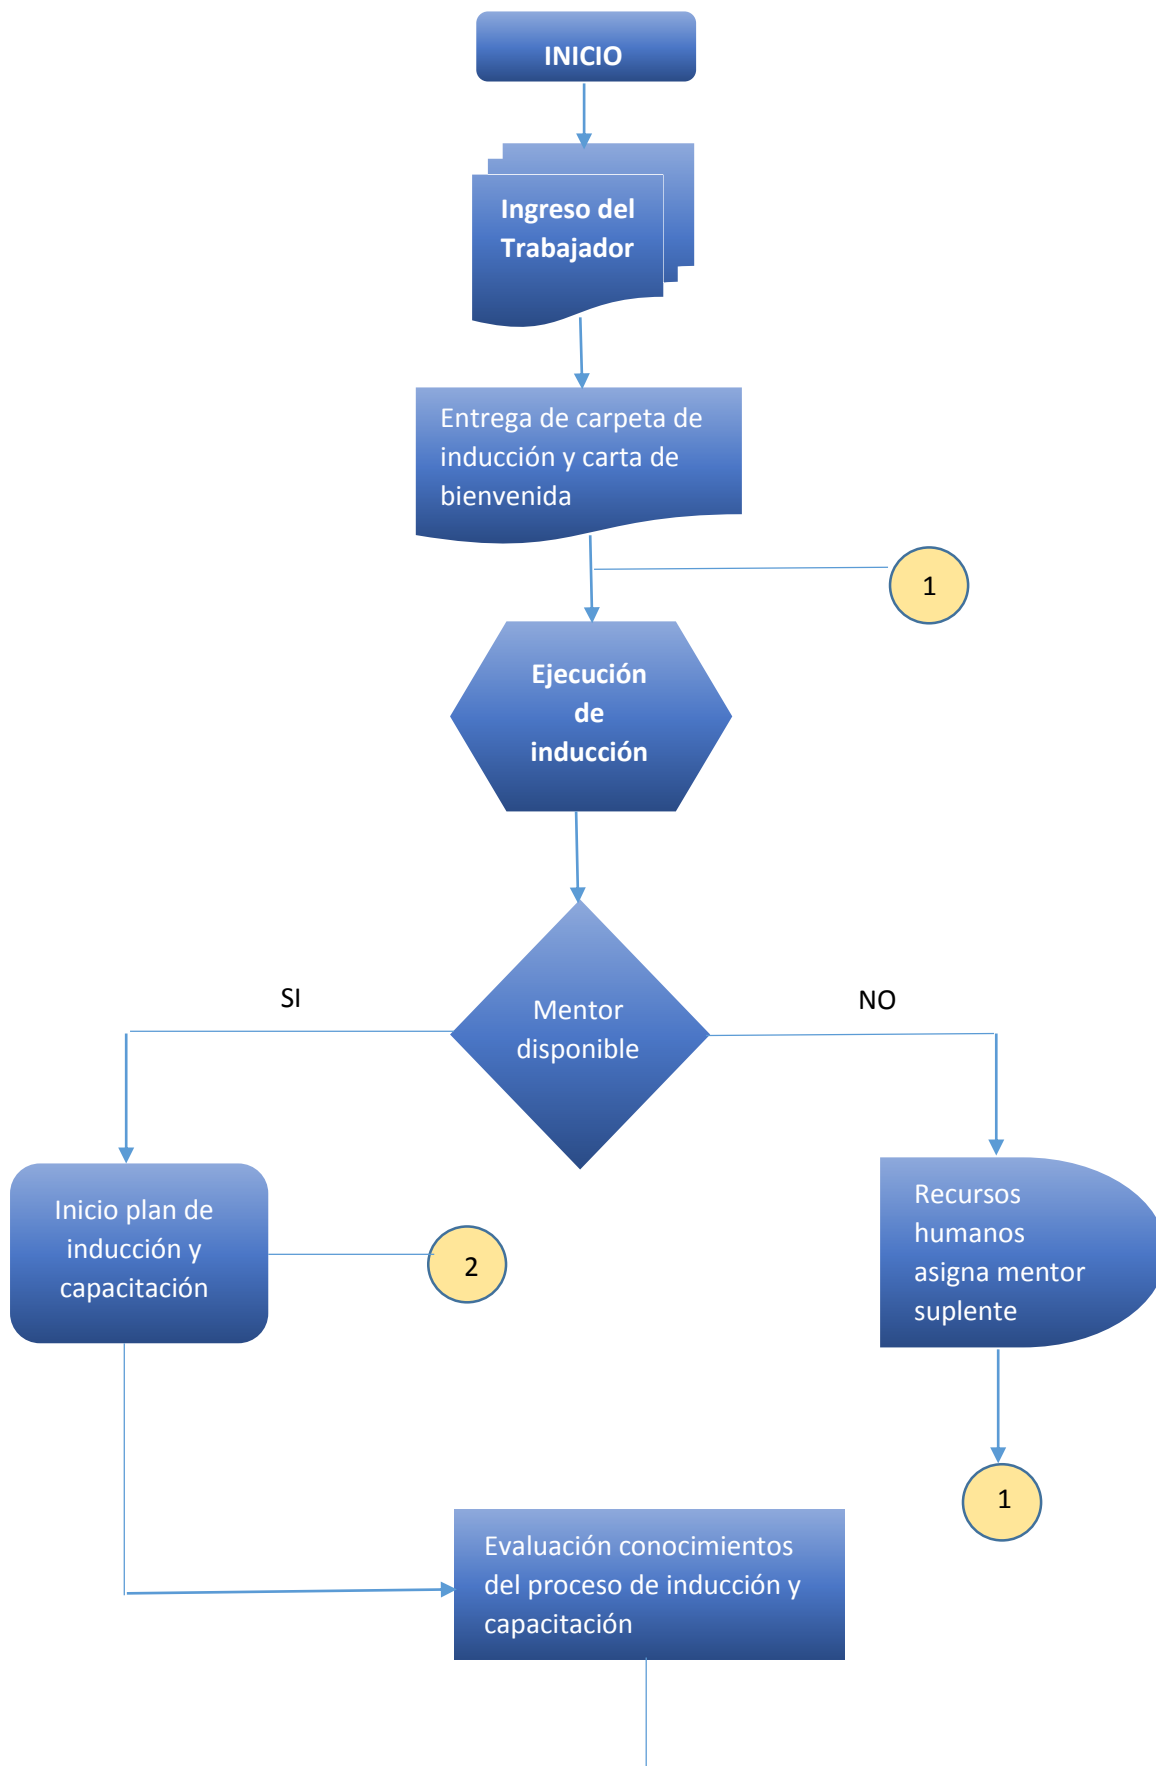 INICIO
Ingreso del
Trabajador
Entrega de carpeta de
inducción y carta de
bienvenida
1
Ejecución
de
inducción
SI
NO
Mentor
disponible
Inicio plan de
inducción y
capacitación
2
Recursos
humanos
asigna mentor
suplente
1
Evaluación conocimientos
del proceso de inducción y
capacitación